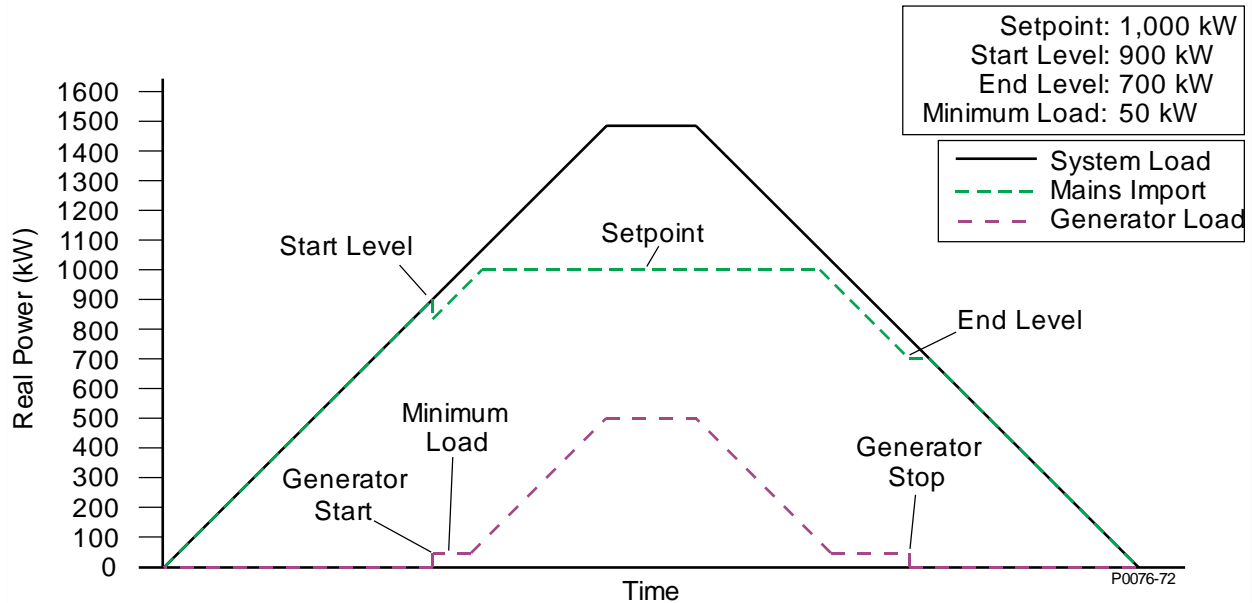 Setpoint: 1,000 kW
Start Level: 900 kW
End Level: 700 kW
Minimum Load: 50 kW
System Load
Mains Import
Generator Load
Real Power (kW)
1600
1500
1400
1300
1200
1100
1000
900
800
700
600
500
400
300
200
100
0
Start Level
Setpoint
End Level
Minimum
Load
Generator
Start
Generator
Stop
Time
P0076-72